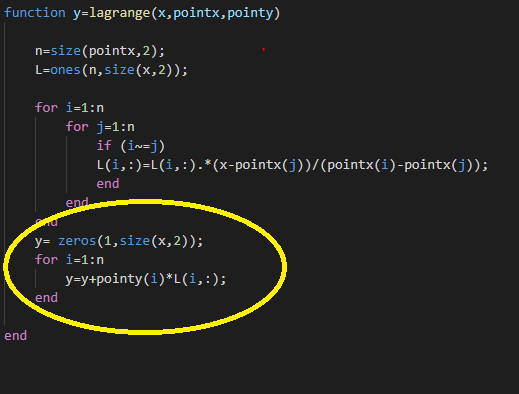 function y=lagrange(x,pointx,pointy)
n=size(pointx,2);
L=ones(n,size(x,2));
for i=1:n
for j=1:n
if (i~=j)
L(i,:)=L(i,:).*(x-pointx(j))/(pointx(i)-pointx(j));
end
end
end
y= zeros(1,size(x,2));
for i=1:n
y=y+pointy(i)*L(i,:);
end
end